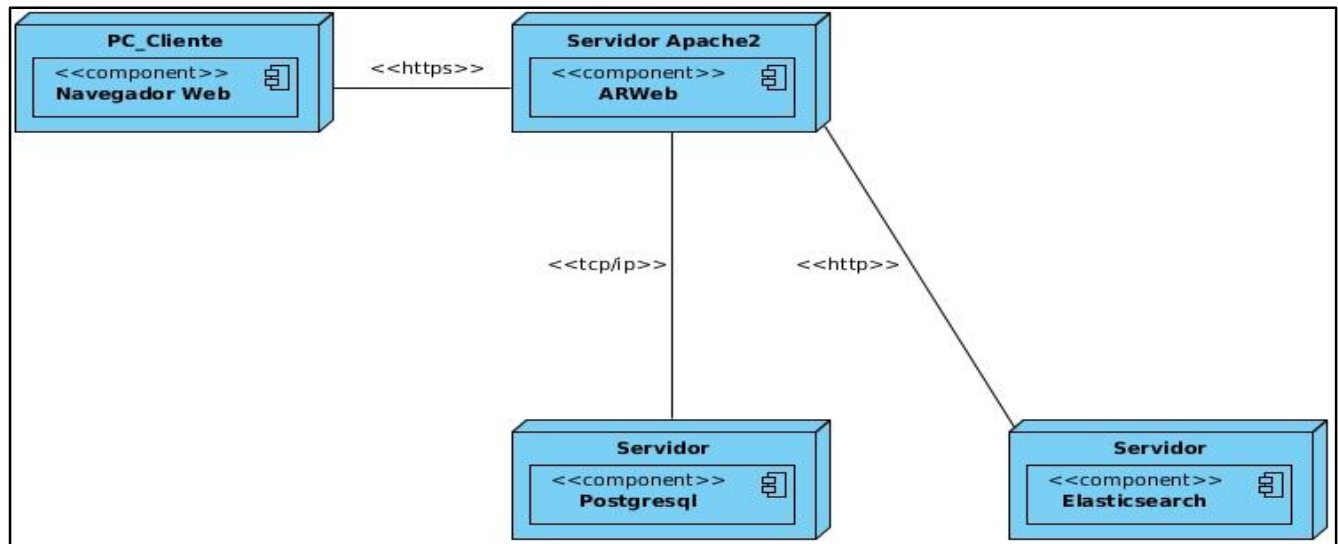 PC_Cliente
<<component>>
Navegador Web
<<https>>
Servidor Apache2
<<component>>
ARWeb
<<tcp/ip>>
<<http>>
Servidor
<<component>>
Postgresql
Servidor
<<component>>
Elasticsearch